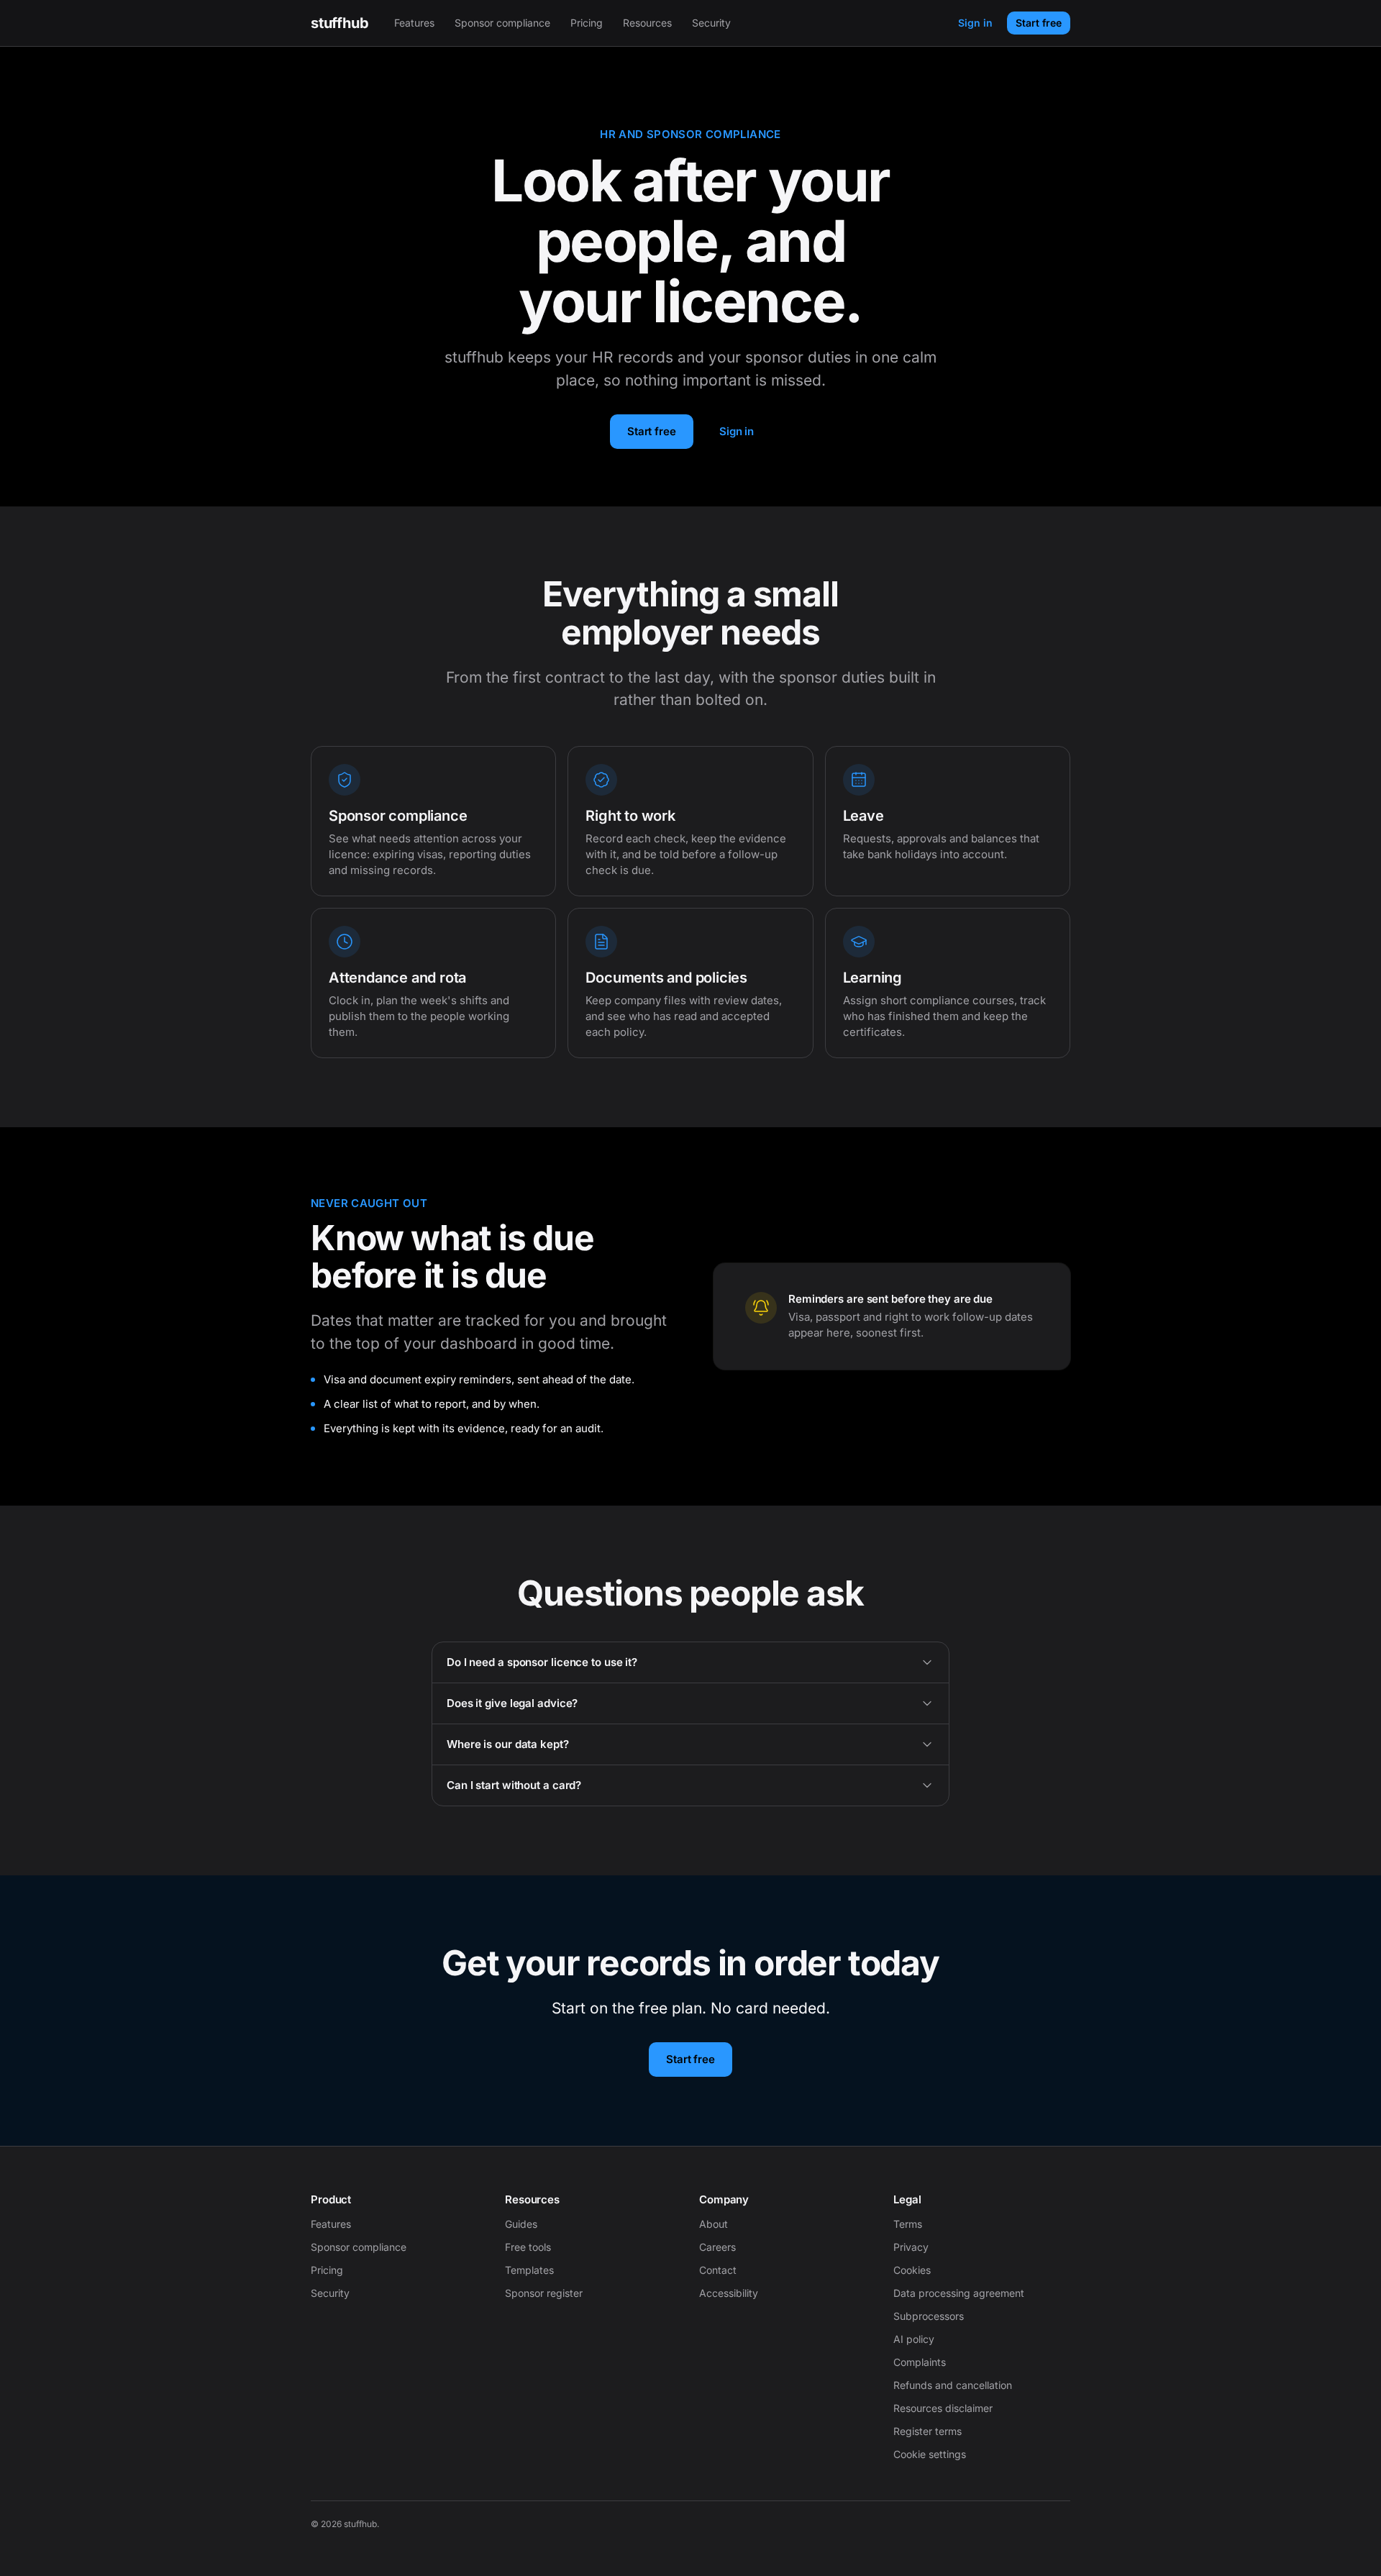 stuffhub
Features
Sponsor compliance
Pricing
Resources
Security
Sign in
Start free
HR AND SPONSOR COMPLIANCE
Look after your
people, and
your licence.
stuffhub keeps your HR records and your sponsor duties in one calm
place, so nothing important is missed.
Start free
Sign in
Everything a small
employer needs
From the first contract to the last day, with the sponsor duties built in
rather than bolted on.
Sponsor compliance
See what needs attention across your
licence: expiring visas, reporting duties
and missing records.
Right to work
Record each check, keep the evidence
with it, and be told before a follow-up
check is due.
Leave
Requests, approvals and balances that
take bank holidays into account.
Attendance and rota
Clock in, plan the week's shifts and
publish them to the people working
them.
Documents and policies
Keep company files with review dates,
and see who has read and accepted
each policy.
Learning
Assign short compliance courses, track
who has finished them and keep the
certificates.
NEVER CAUGHT OUT
Know what is due
before it is due
Dates that matter are tracked for you and brought
to the top of your dashboard in good time.
Visa and document expiry reminders, sent ahead of the date.
A clear list of what to report, and by when.
Everything is kept with its evidence, ready for an audit.
Reminders are sent before they are due
Visa, passport and right to work follow-up dates
appear here, soonest first.
Questions people ask
Do I need a sponsor licence to use it?
Does it give legal advice?
Where is our data kept?
Can I start without a card?
Get your records in order today
Start on the free plan. No card needed.
Start free
Product
Features
Sponsor compliance
Pricing
Security
Resources
Guides
Free tools
Templates
Sponsor register
Company
About
Careers
Contact
Accessibility
Legal
Terms
Privacy
Cookies
Data processing agreement
Subprocessors
AI policy
Complaints
Refunds and cancellation
Resources disclaimer
Register terms
Cookie settings
© 2026 stuffhub.